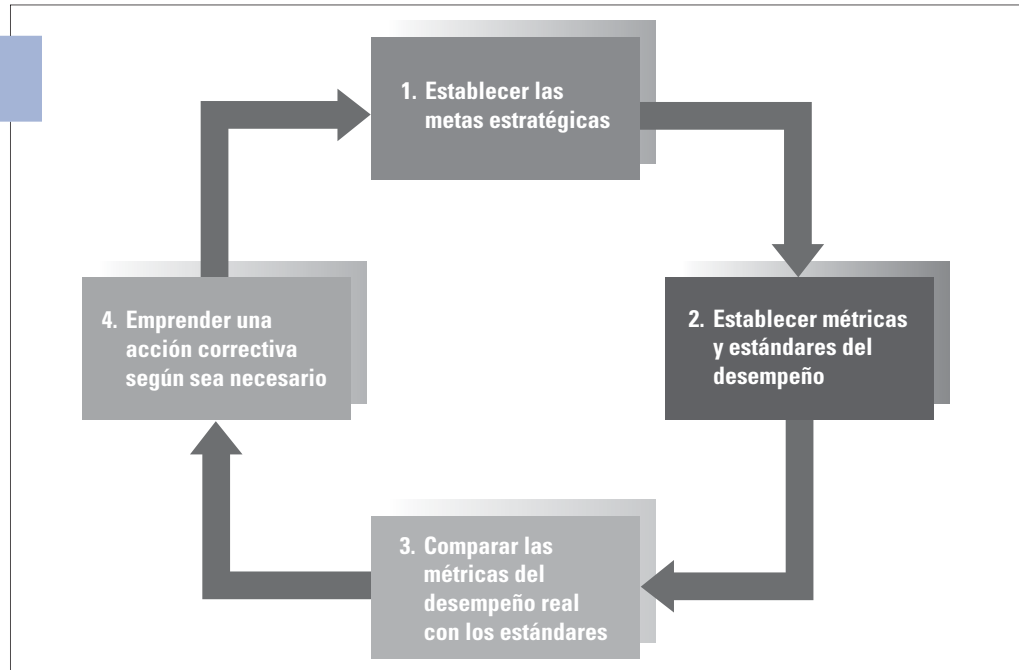 1. Establecer las
metas estratégicas
2. Establecer métricas
y estándares del
desempeño
3. Comparar las
métricas del
desempeño real
con los estándares
4. Emprender una
acción correctiva
según sea necesario